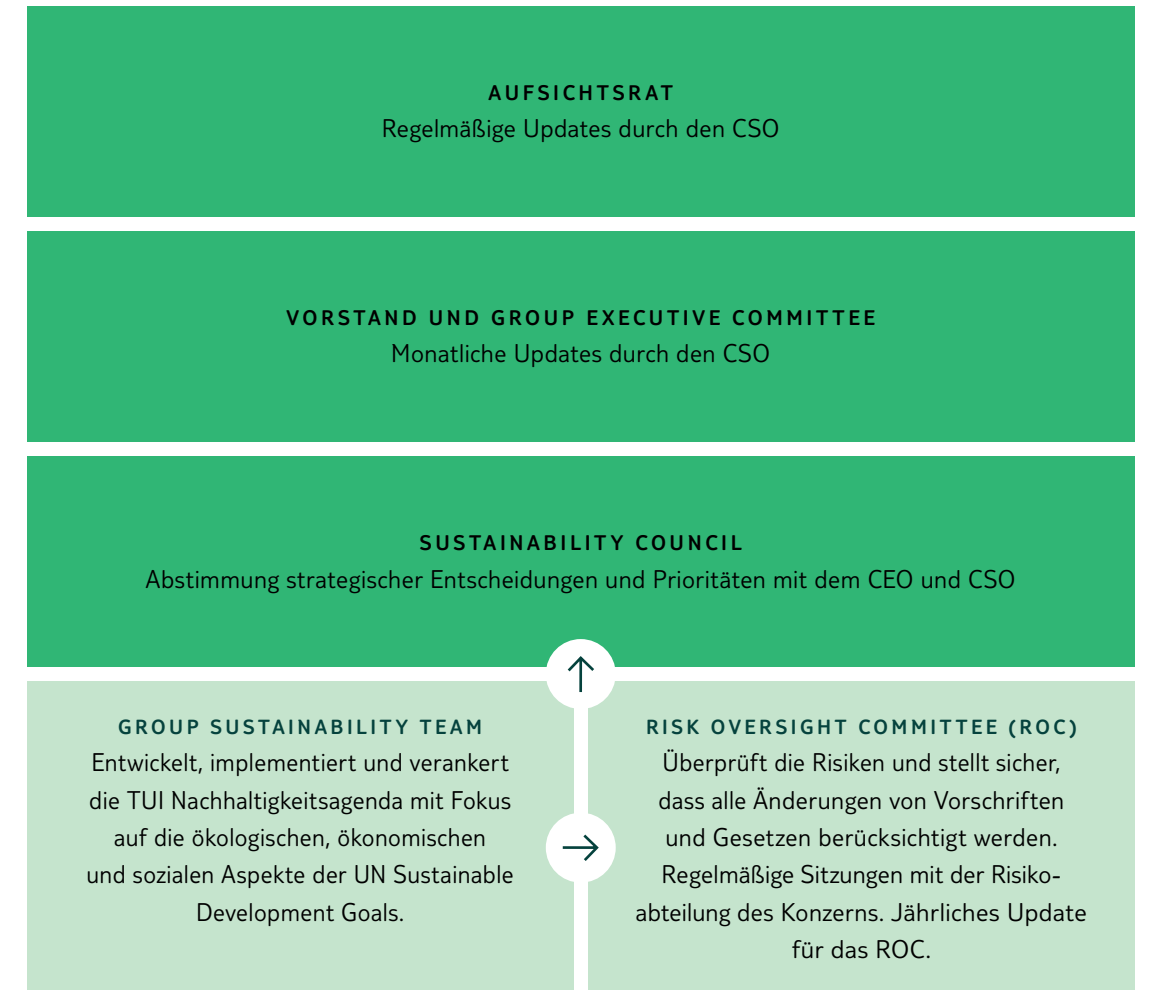 AUFSICHTSRAT
Regelmäßige Updates durch den CSO
VORSTAND UND GROUP EXECUTIVE COMMITTEE
Monatliche Updates durch den CSO
SUSTAINABILITY COUNCIL
Abstimmung strategischer Entscheidungen und Prioritäten mit dem CEO und CSO
GROUP SUSTAINABILITY TEAM
Entwickelt, implementiert und verankert
die TUI Nachhaltigkeitsagenda mit Fokus
auf die ökologischen, ökonomischen
und sozialen Aspekte der UN Sustainable
Development Goals.
RISK OVERSIGHT COMMITTEE (ROC)
Überprüft die Risiken und stellt sicher,
dass alle Änderungen von Vorschriften
und Gesetzen berücksichtigt werden.
Regelmäßige Sitzungen mit der Risiko-
abteilung des Konzerns. Jährliches Update
für das ROC.